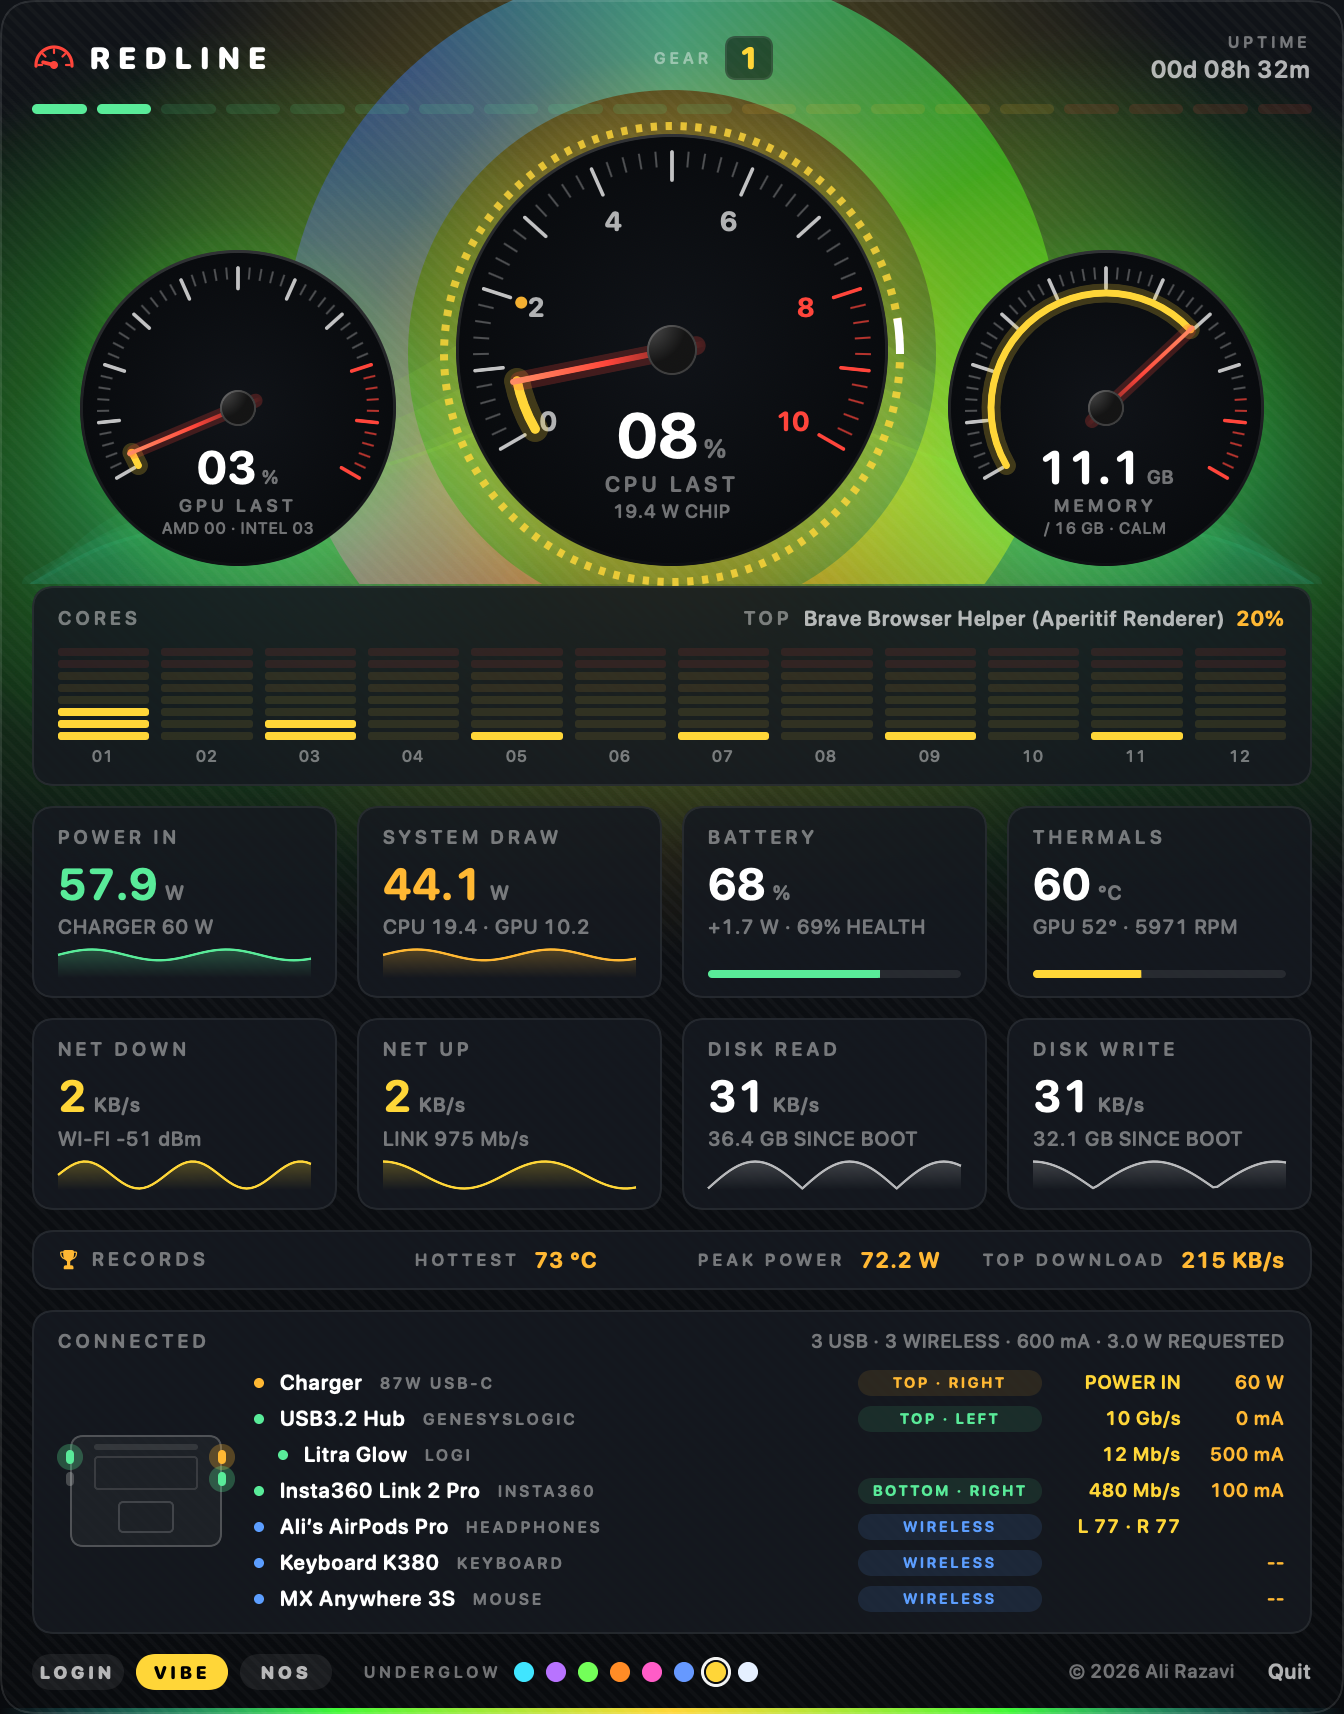 REDLINE
GEAR 1
UPTIME
00d 08h 32m
4 6
2 8
0 10
03 %
GPU LAST
AMD 00 · INTEL 03
08 %
CPU LAST
19.4 W CHIP
11.1 GB
MEMORY
/ 16 GB · CALM
CORES TOP Brave Browser Helper (Aperitif Renderer) 20%
01 02 03 04 05 06 07 08 09 10 11 12
POWER IN
57.9 W
CHARGER 60 W
SYSTEM DRAW
44.1 W
CPU 19.4 · GPU 10.2
BATTERY
68 %
+1.7 W · 69% HEALTH
THERMALS
60 °C
GPU 52° · 5971 RPM
NET DOWN
2 KB/s
WI-FI -51 dBm
NET UP
2 KB/s
LINK 975 Mb/s
DISK READ
31 KB/s
36.4 GB SINCE BOOT
DISK WRITE
31 KB/s
32.1 GB SINCE BOOT
RECORDS HOTTEST 73 °C PEAK POWER 72.2 W TOP DOWNLOAD 215 KB/s
CONNECTED 3 USB · 3 WIRELESS · 600 mA · 3.0 W REQUESTED
Charger 87W USB-C TOP · RIGHT POWER IN 60 W
USB3.2 Hub GENESYSLOGIC TOP · LEFT 10 Gb/s 0 mA
Litra Glow LOGI 12 Mb/s 500 mA
Insta360 Link 2 Pro INSTA360 BOTTOM · RIGHT 480 Mb/s 100 mA
Ali's AirPods Pro HEADPHONES WIRELESS L 77 · R 77
Keyboard K380 KEYBOARD WIRELESS --
MX Anywhere 3S MOUSE WIRELESS --
LOGIN VIBE NOS UNDERGLOW © 2026 Ali Razavi Quit